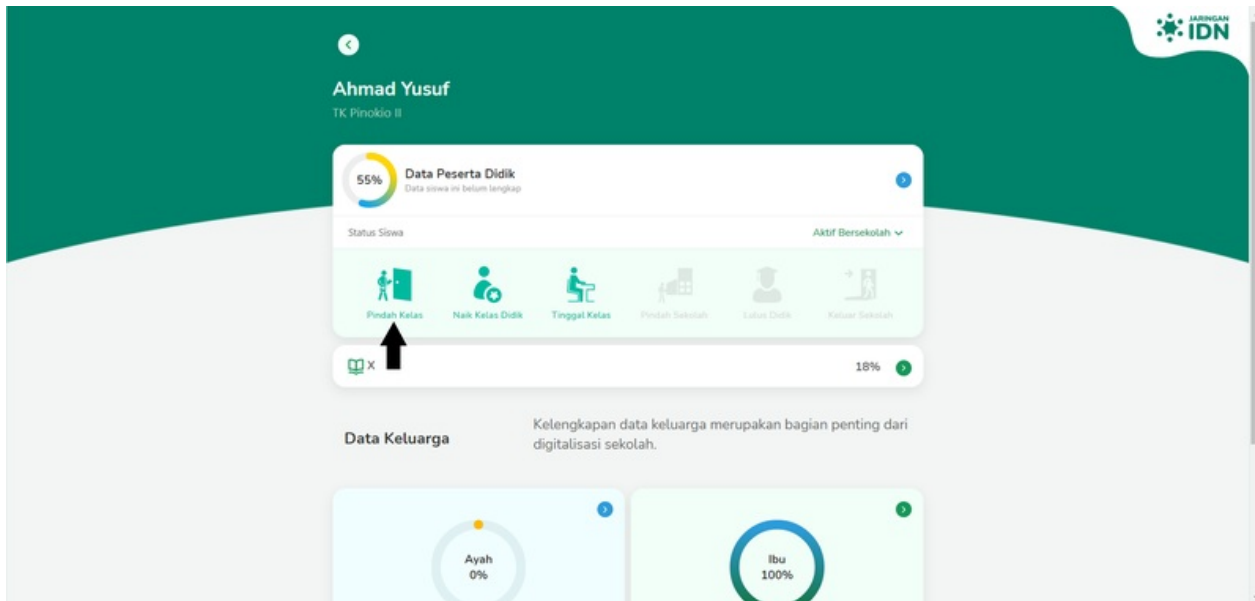 JARINGAN
IDN
Ahmad Yusuf
TK Pinokio II
55%
Data Peserta Didik
Data siswa ini belum lengkap
Status Siswa
Aktif Bersekolah
Pindah Kelas
Naik Kelas Didik
Tinggal Kelas
Pindah Sekolah
Lulus Didik
Keluar Sekolah
X
18%
Data Keluarga
Kelengkapan data keluarga merupakan bagian penting dari
digitalisasi sekolah.
Ayah
0%
Ibu
100%